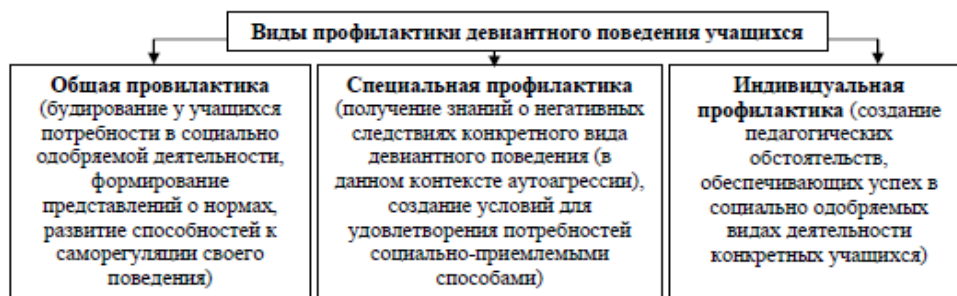 Виды профилактики девиантного поведения учащихся
Общая провилактика
(будирование у учащихся
потребности в социально
одобряемой деятельности,
формирование
представлений о нормах,
развитие способностей к
саморегуляции своего
поведения)
Специальная профилактика
(получение знаний о негативных
следствиях конкретного вида
девиантного поведения (в
данном контексте аутоагрессии),
создание условий для
удовлетворения потребностей
социально-приемлемыми
способами)
Индивидуальная
профилактика (создание
педагогических
обстоятельств,
обеспечивающих успех в
социально одобряемых
видах деятельности
конкретных учащихся)